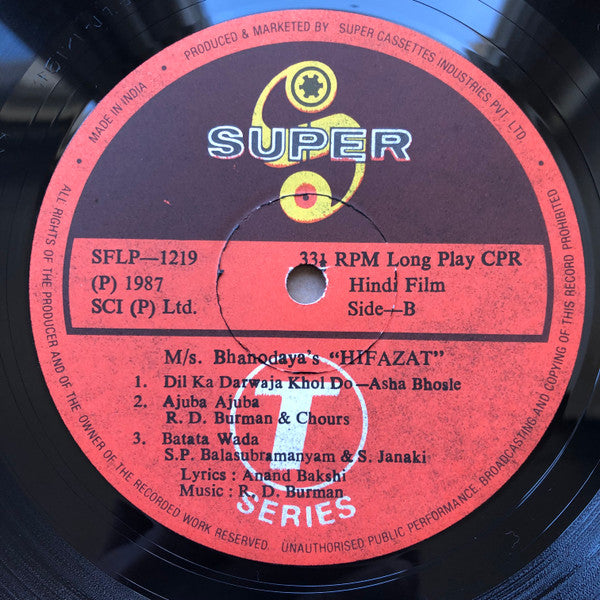 PRODUCED & MARKETED BY SUPER CASSETTES INDUSTRIES PVT. LTD.
• MADE IN INDIA •
SUPER
SFLP—1219
33⅓ RPM Long Play CPR
(P) 1987
Hindi Film
SCI (P) Ltd.
Side—B
M/s. Bhanodaya's "HIFAZAT"
1. Dil Ka Darwaja Khol Do—Asha Bhosle
2. Ajuba Ajuba
R. D. Burman & Chours
3. Batata Wada
S.P. Balasubramanyam & S. Janaki
Lyrics : Anand Bakshi
Music : R. D. Burman
T
SERIES
ALL RIGHTS OF THE PRODUCER AND OF THE OWNER OF THE RECORDED WORK RESERVED. UNAUTHORISED PUBLIC PERFORMANCE, BROADCASTING AND COPYING OF THIS RECORD PROHIBITED